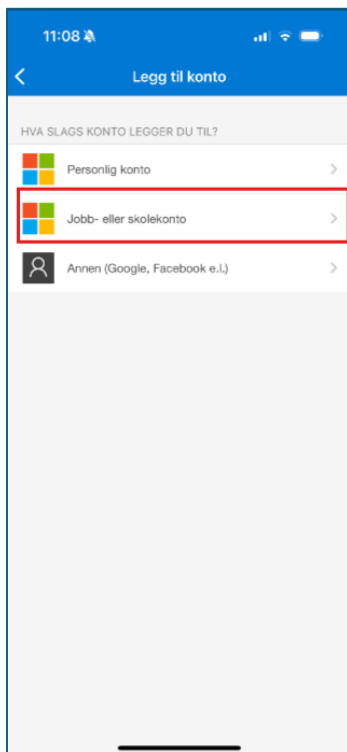 11:08
Legg til konto
HVA SLAGS KONTO LEGGER DU TIL?
Personlig konto
Jobb- eller skolekonto
Annen (Google, Facebook e.l.)